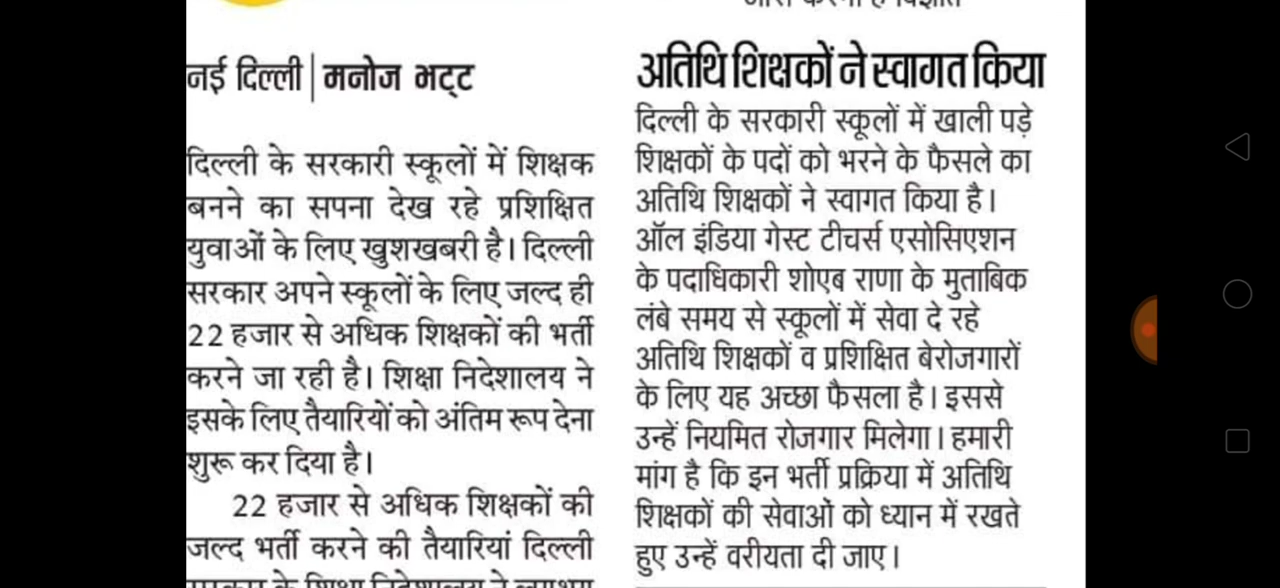 नई दिल्ली | मनोज भट्ट
दिल्ली के सरकारी स्कूलों में शिक्षक
बनने का सपना देख रहे प्रशिक्षित
युवाओं के लिए खुशखबरी है। दिल्ली
सरकार अपने स्कूलों के लिए जल्द ही
22 हजार से अधिक शिक्षकों की भर्ती
करने जा रही है। शिक्षा निदेशालय ने
इसके लिए तैयारियों को अंतिम रूप देना
शुरू कर दिया है।
22 हजार से अधिक शिक्षकों की
जल्द भर्ती करने की तैयारियां दिल्ली
अतिथि शिक्षकों ने स्वागत किया
दिल्ली के सरकारी स्कूलों में खाली पड़े
शिक्षकों के पदों को भरने के फैसले का
अतिथि शिक्षकों ने स्वागत किया है।
ऑल इंडिया गेस्ट टीचर्स एसोसिएशन
के पदाधिकारी शोएब राणा के मुताबिक
लंबे समय से स्कूलों में सेवा दे रहे
अतिथि शिक्षकों व प्रशिक्षित बेरोजगारों
के लिए यह अच्छा फैसला है। इससे
उन्हें नियमित रोजगार मिलेगा। हमारी
मांग है कि इन भर्ती प्रक्रिया में अतिथि
शिक्षकों की सेवाओं को ध्यान में रखते
हुए उन्हें वरीयता दी जाए।